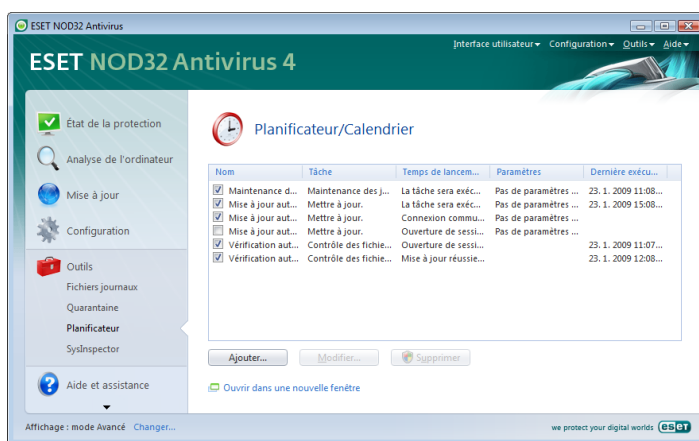 ESET NOD32 Antivirus
Interface utilisateur Configuration Outils Aide
ESET NOD32 Antivirus 4
État de la protection
Analyse de l'ordinateur
Mise à jour
Configuration
Outils
Fichiers journaux
Quarantaine
Planificateur
SysInspector
Aide et assistance
Planificateur/Calendrier
Nom Tâche Temps de lancem... Paramètres Dernière exécu...
Maintenance d... Maintenance des j... La tâche sera exéc... Pas de paramètres ... 23. 1. 2009 11:08...
Mise à jour aut... Mettre à jour. La tâche sera exéc... Pas de paramètres ... 23. 1. 2009 15:08...
Mise à jour aut... Mettre à jour. Connexion commu... Pas de paramètres ...
Mise à jour aut... Mettre à jour. Ouverture de sessi... Pas de paramètres ...
Vérification aut... Contrôle des fichie... Ouverture de sessi... 23. 1. 2009 11:07...
Vérification aut... Contrôle des fichie... Mise à jour réussie... 23. 1. 2009 12:08...
Ajouter... Modifier... Supprimer
Ouvrir dans une nouvelle fenêtre
Affichage : mode Avancé Changer...
we protect your digital worlds eseT